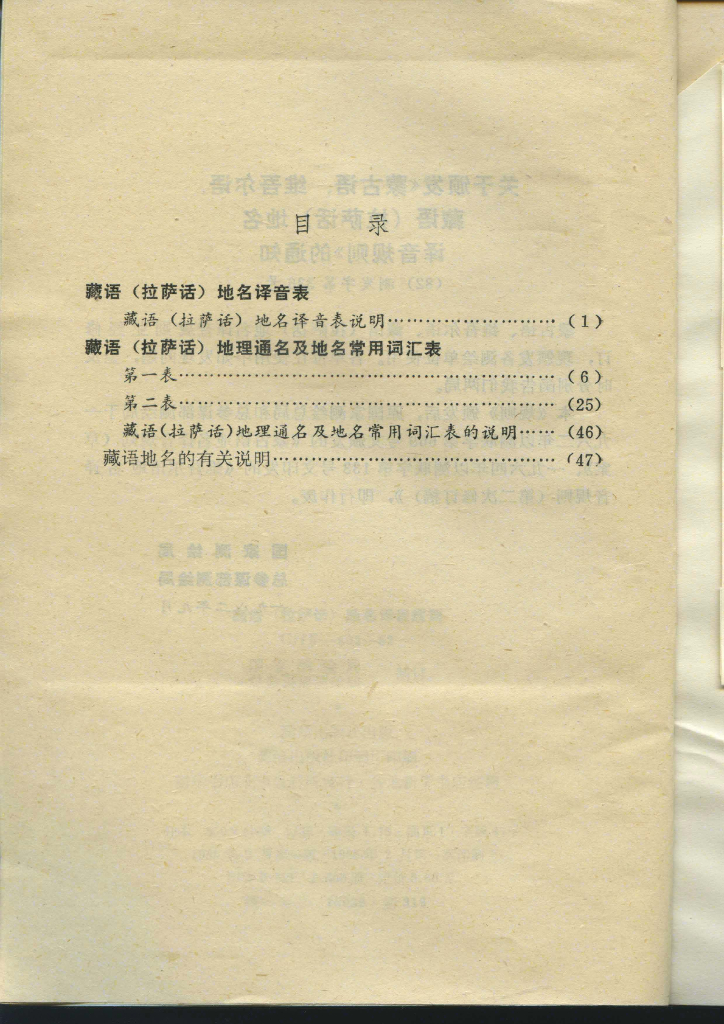 目 录
藏语（拉萨话）地名译音表
藏语（拉萨话）地名译音表说明……………………（1）
藏语（拉萨话）地理通名及地名常用词汇表
第一表……………………………………………（6）
第二表……………………………………………（25）
藏语（拉萨话）地理通名及地名常用词汇表的说明……（46）
藏语地名的有关说明……………………………………（47）